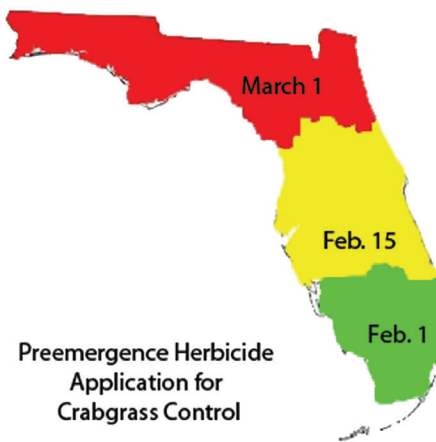 March 1
Feb. 15
Feb. 1
Preemergence Herbicide
Application for
Crabgrass Control